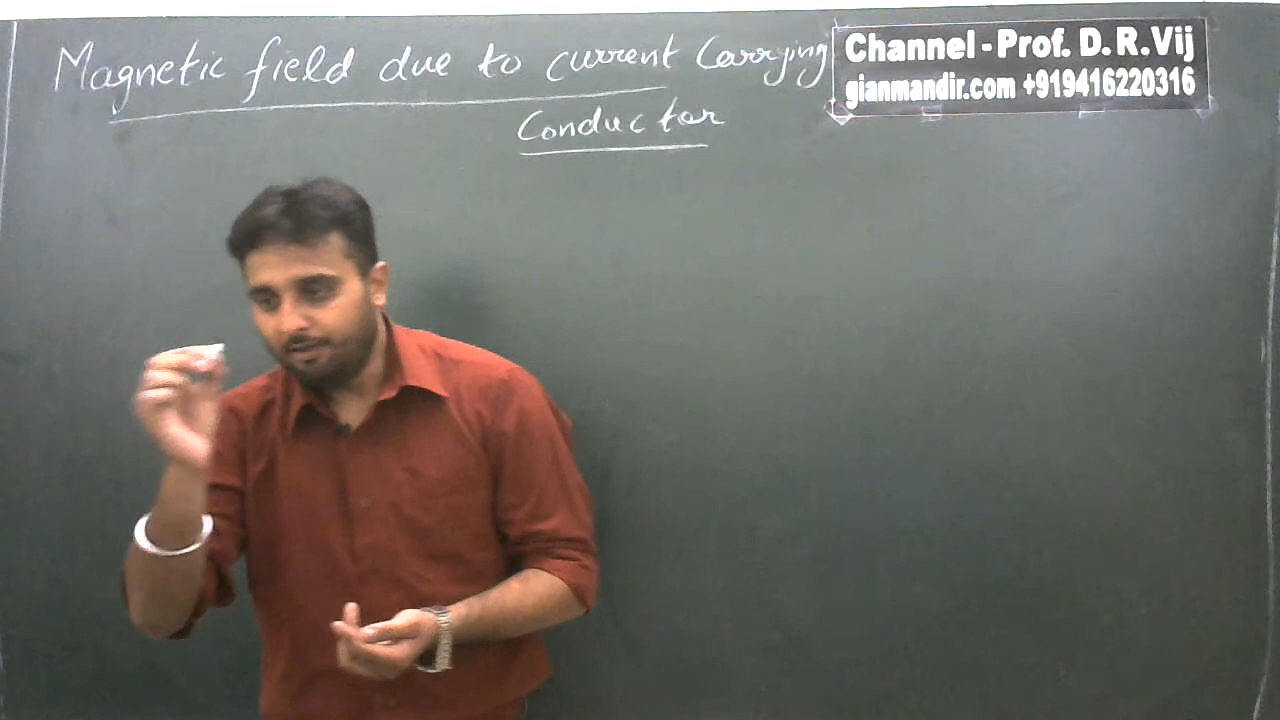 Magnetic field due to current Carrying
Conductor
Channel - Prof. D. R. Vij
gianmandir.com +919416220316